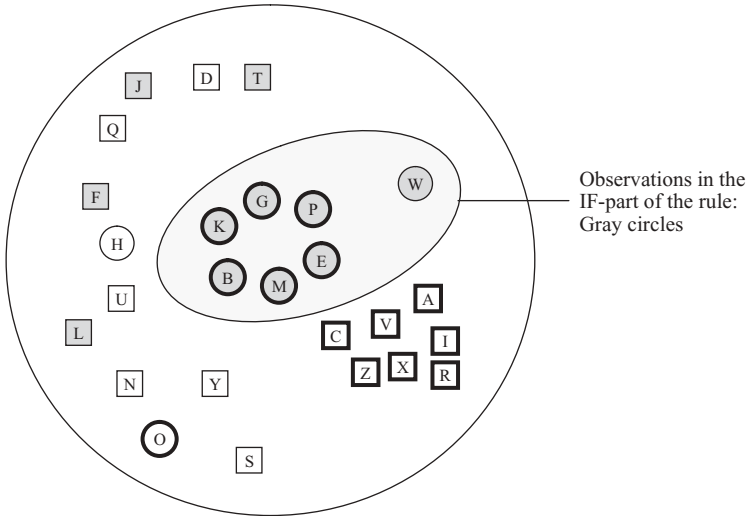 D
T
J
Q
W
Observations in the
IF-part of the rule:
Gray circles
F
G
P
K
H
E
B
M
U
A
V
L
C
I
X
Z
R
N
Y
O
S